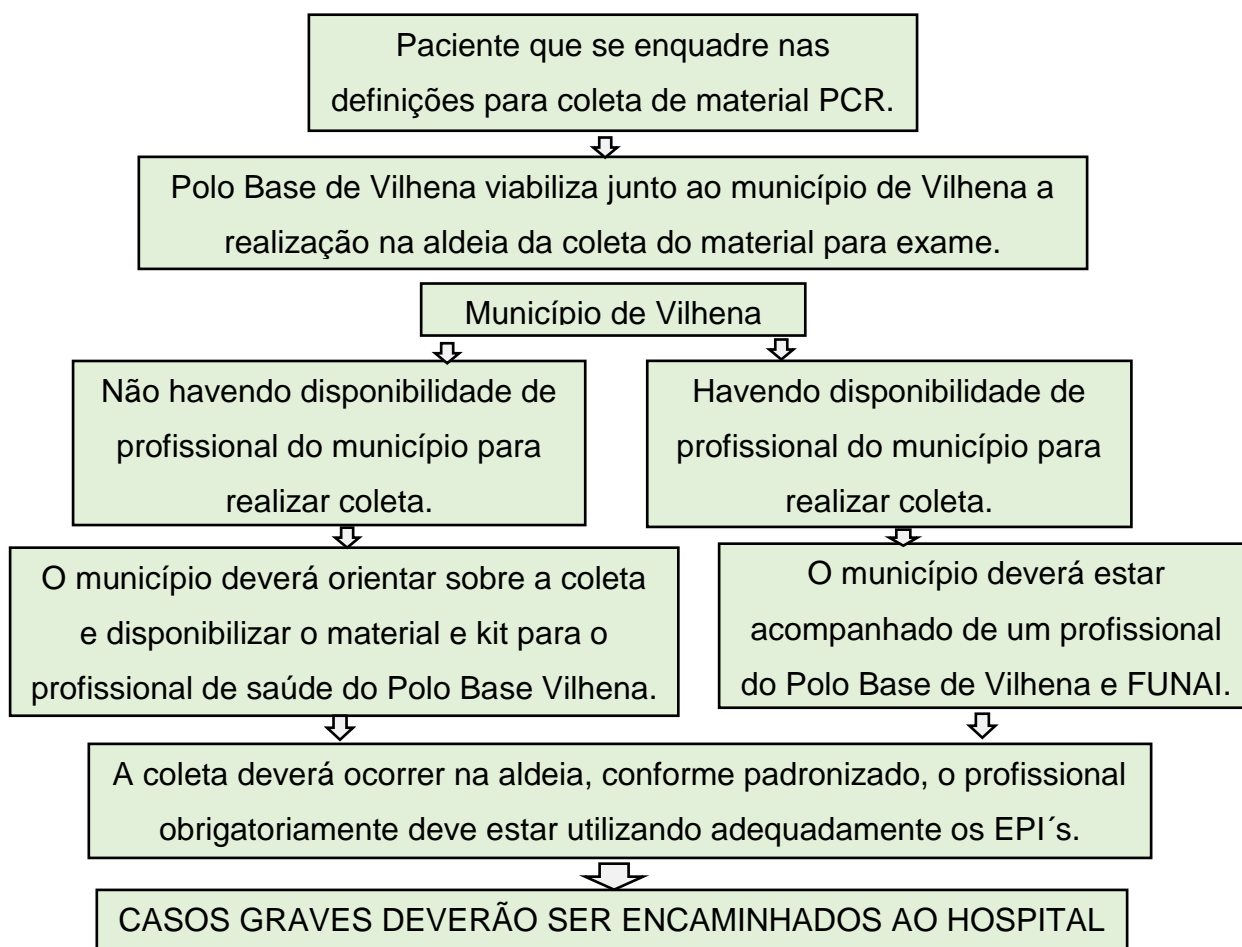 Paciente que se enquadre nas
definições para coleta de material PCR.
Polo Base de Vilhena viabiliza junto ao município de Vilhena a
realização na aldeia da coleta do material para exame.
Município de Vilhena
Não havendo disponibilidade de
profissional do município para
realizar coleta.
Havendo disponibilidade de
profissional do município para
realizar coleta.
O município deverá orientar sobre a coleta
e disponibilizar o material e kit para o
profissional de saúde do Polo Base Vilhena.
O município deverá estar
acompanhado de um profissional
do Polo Base de Vilhena e FUNAI.
A coleta deverá ocorrer na aldeia, conforme padronizado, o profissional
obrigatoriamente deve estar utilizando adequadamente os EPI´s.
CASOS GRAVES DEVERÃO SER ENCAMINHADOS AO HOSPITAL